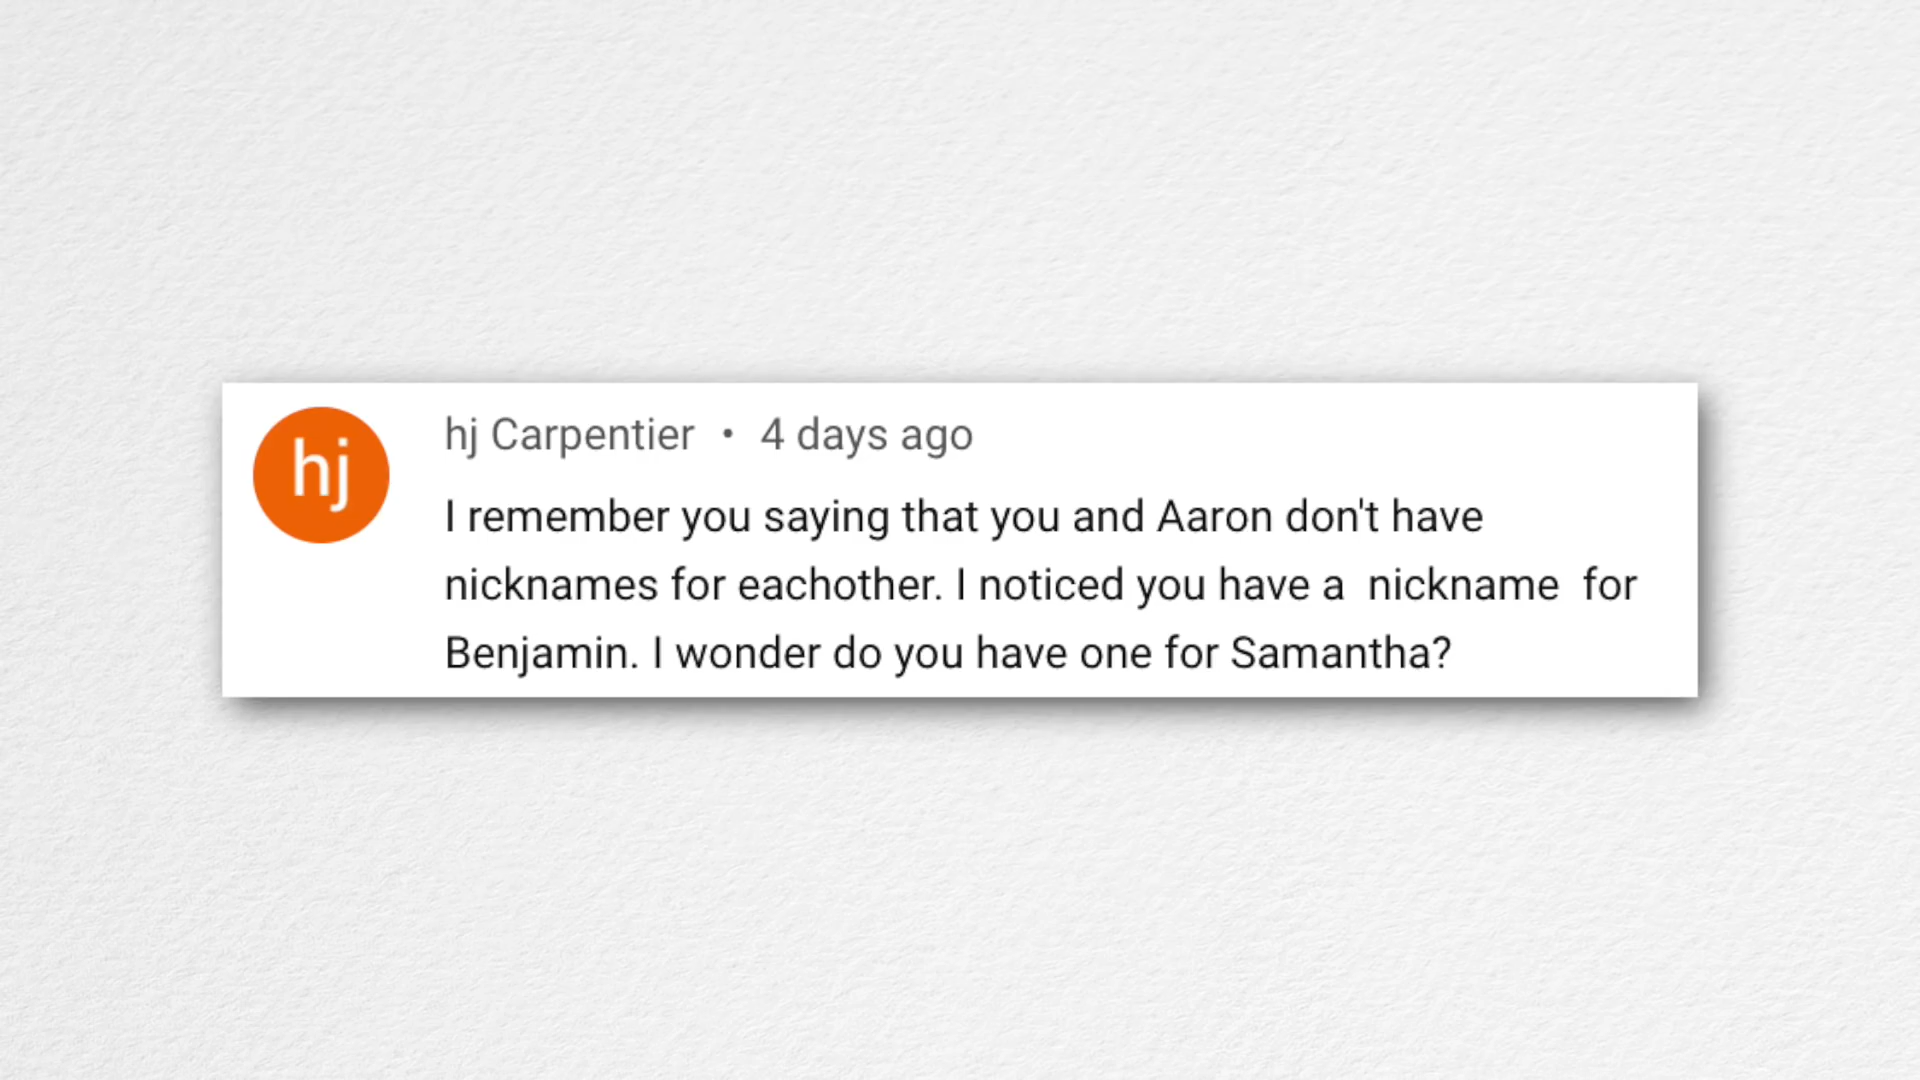 hj
hj Carpentier • 4 days ago
I remember you saying that you and Aaron don't have
nicknames for eachother. I noticed you have a  nickname  for
Benjamin. I wonder do you have one for Samantha?